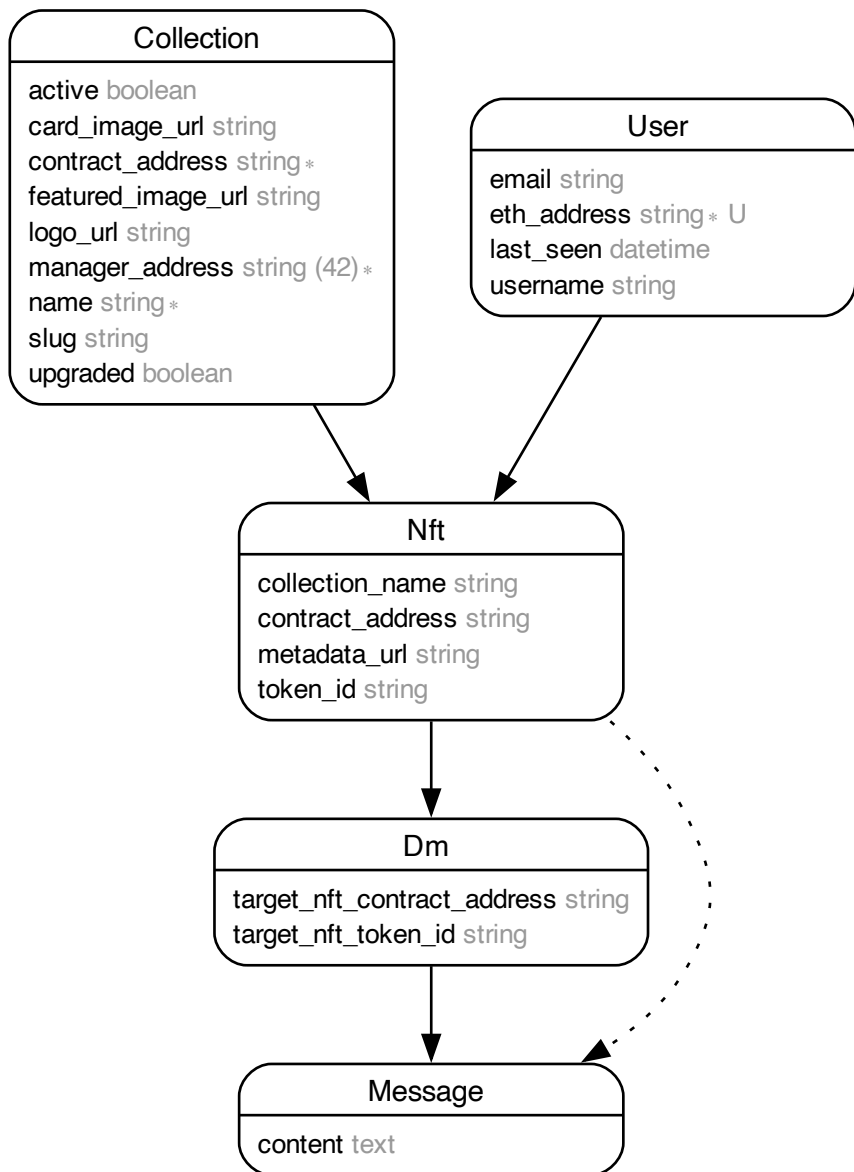 Collection
active boolean
card_image_url string
contract_address string *
featured_image_url string
logo_url string
manager_address string (42) *
name string *
slug string
upgraded boolean
User
email string
eth_address string * U
last_seen datetime
username string
Nft
collection_name string
contract_address string
metadata_url string
token_id string
Dm
target_nft_contract_address string
target_nft_token_id string
Message
content text